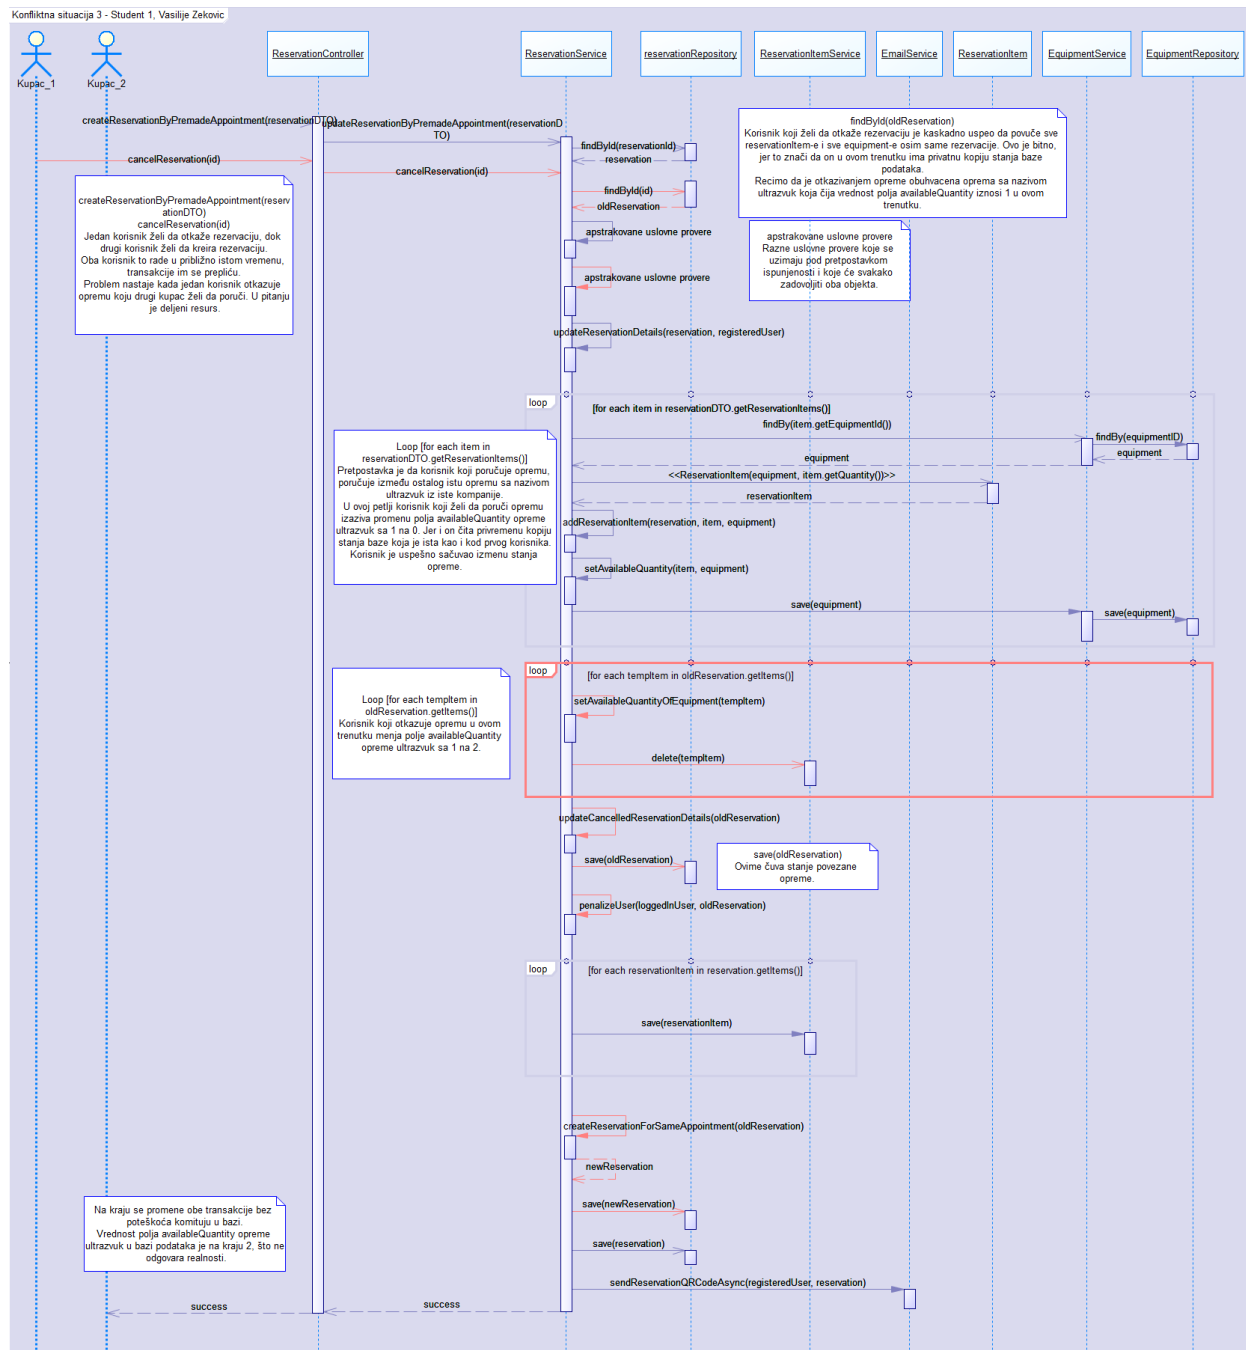 Konfliktna situacija 3 - Student 1, Vasilije Zekovic
Kupac_1
Kupac_2
ReservationController
ReservationService
reservationRepository
ReservationItemService
EmailService
ReservationItem
EquipmentService
EquipmentRepository
createReservationByPremadeAppointment(reservationDTO)
updateReservationByPremadeAppointment(reservationD
TO)
findById(oldReservation)
Korisnik koji želi da otkaže rezervaciju je kaskadno uspeo da povuče sve
reservationItem-e i sve equipment-e osim same rezervacije. Ovo je bitno,
jer to znači da on u ovom trenutku ima privatnu kopiju stanja baze
podataka.
Recimo da je otkazivanjem opreme obuhvacena oprema sa nazivom
ultrazvuk koja čija vrednost polja availableQuantity iznosi 1 u ovom
trenutku.
findById(reservationId)
reservation
cancelReservation(id)
cancelReservation(id)
findById(id)
oldReservation
createReservationByPremadeAppointment(reserv
ationDTO)
cancelReservation(id)
Jedan korisnik želi da otkaže rezervaciju, dok
drugi korisnik želi da kreira rezervaciju.
Oba korisnik to rade u približno istom vremenu,
transakcije im se prepliću.
Problem nastaje kada jedan korisnik otkazuje
opremu koju drugi kupac želi da poruči. U pitanju
je deljeni resurs.
apstrakovane uslovne provere
apstrakovane uslovne provere
Razne uslovne provere koje se
uzimaju pod pretpostavkom
ispunjenosti i koje će svakako
zadovoljiti oba objekta.
apstrakovane uslovne provere
updateReservationDetails(reservation, registeredUser)
loop
[for each item in reservationDTO.getReservationItems()]
findBy(item.getEquipmentId())
findBy(equipmentID)
equipment
equipment
Loop [for each item in
reservationDTO.getReservationItems()]
Pretpostavka je da korisnik koji poručuje opremu,
poručuje između ostalog istu opremu sa nazivom
ultrazvuk iz iste kompanije.
U ovoj petlji korisnik koji želi da poruči opremu
izaziva promenu polja availableQuantity opreme
ultrazvuk sa 1 na 0. Jer i on čita privremenu kopiju
stanja baze koja je ista kao i kod prvog korisnika.
Korisnik je uspešno sačuvao izmenu stanja
opreme.
<<ReservationItem(equipment, item.getQuantity())>>
reservationItem
addReservationItem(reservation, item, equipment)
setAvailableQuantity(item, equipment)
save(equipment)
save(equipment)
loop
[for each tempItem in oldReservation.getItems()]
Loop [for each tempItem in
oldReservation.getItems()]
Korisnik koji otkazuje opremu u ovom
trenutku menja polje availableQuantity
opreme ultrazvuk sa 1 na 2.
setAvailableQuantityOfEquipment(tempItem)
delete(tempItem)
updateCancelledReservationDetails(oldReservation)
save(oldReservation)
save(oldReservation)
Ovime čuva stanje povezane
opreme.
penalizeUser(loggedInUser, oldReservation)
loop
[for each reservationItem in reservation.getItems()]
save(reservationItem)
createReservationForSameAppointment(oldReservation)
newReservation
save(newReservation)
save(reservation)
Na kraju se promene obe transakcije bez
poteškoća komituju u bazi.
Vrednost polja availableQuantity opreme
ultrazvuk u bazi podataka je na kraju 2, što ne
odgovara realnosti.
sendReservationQRCodeAsync(registeredUser, reservation)
success
success